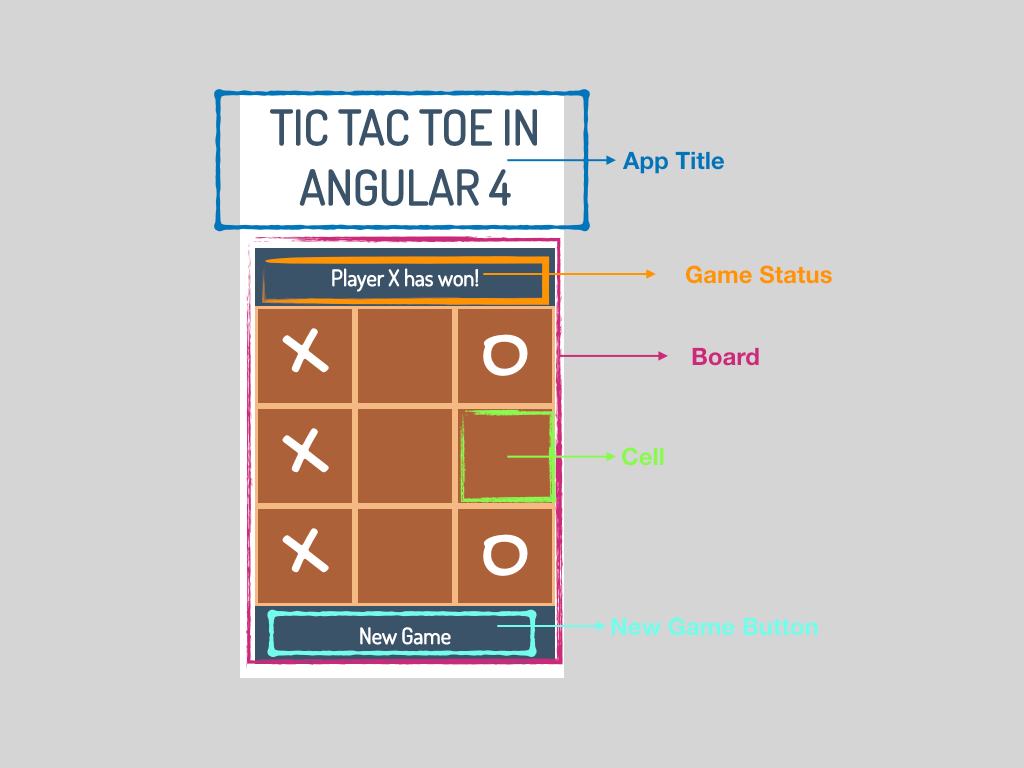 TIC TAC TOE IN
ANGULAR 4
App Title
Player X has won!
Game Status
X O
Board
X
Cell
X O
New Game
New Game Button